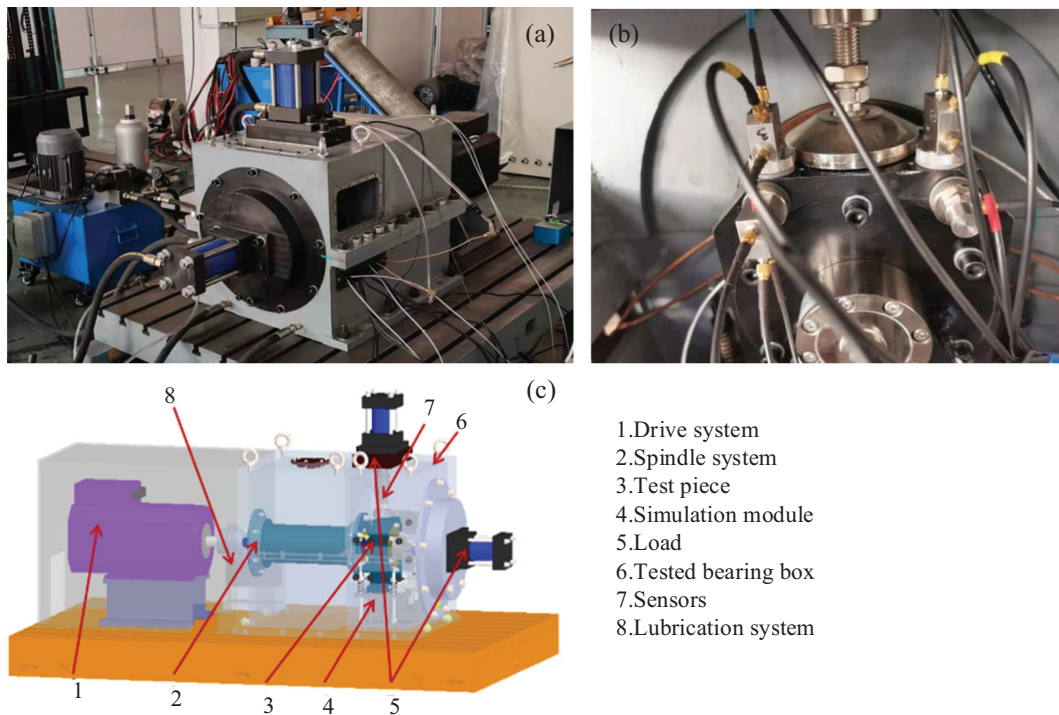 (a)
(b)
(c)
8
7
6
1
2
3
4
5
1.Drive system
2.Spindle system
3.Test piece
4.Simulation module
5.Load
6.Tested bearing box
7.Sensors
8.Lubrication system